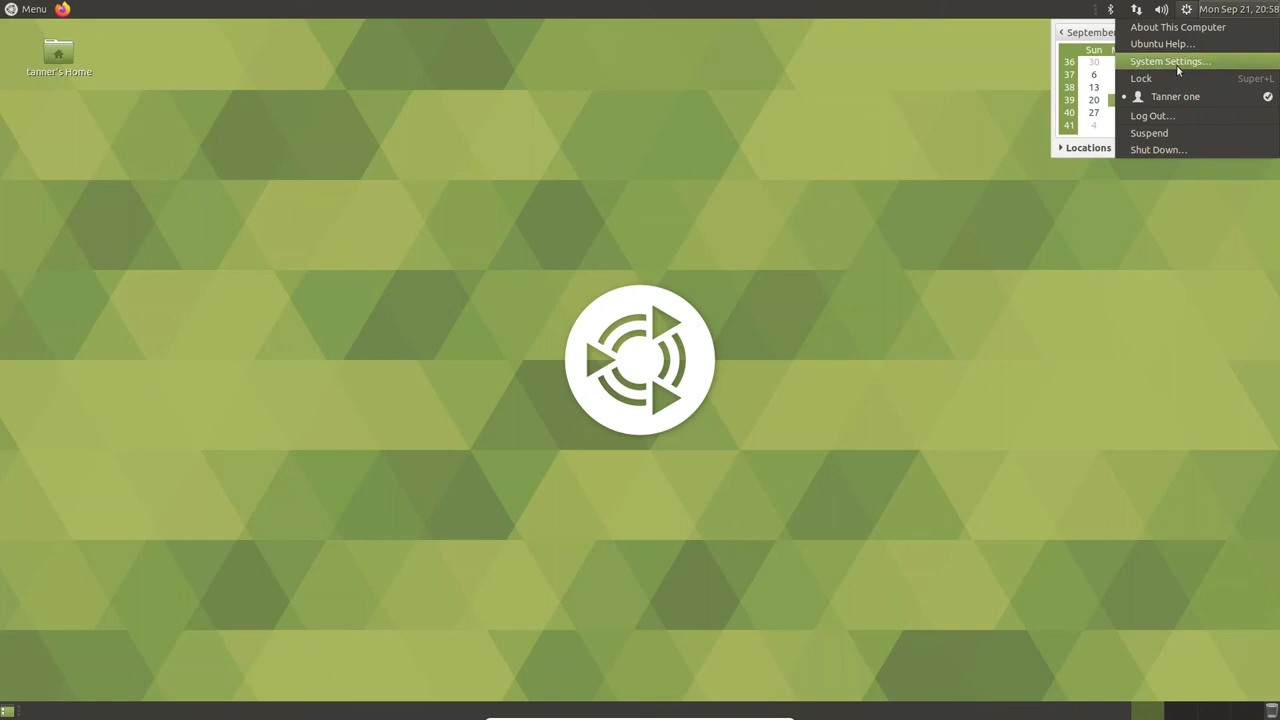 Menu
Mon Sep 21, 20:58
tanner's Home
September
Sun
36 30
37 6
38 13
39 20
40 27
41 4
Locations
About This Computer
Ubuntu Help…
System Settings…
Lock Super+L
Tanner one
Log Out…
Suspend
Shut Down…